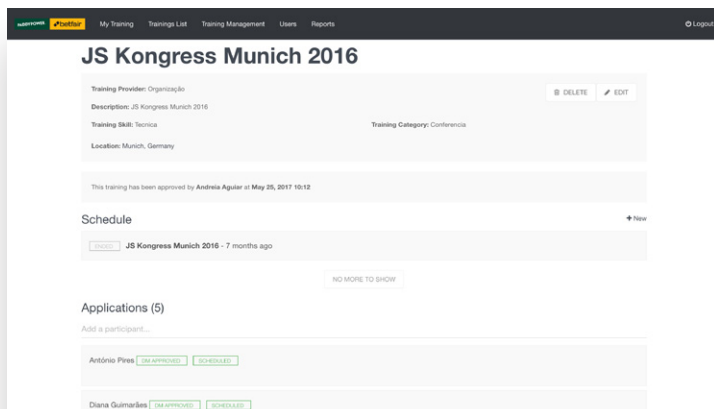 PADDYPOWER. betfair My Training Trainings List Training Management Users Reports Logout
JS Kongress Munich 2016
Training Provider: Organização
DELETE EDIT
Description: JS Kongress Munich 2016
Training Skill: Tecnica Training Category: Conferencia
Location: Munich, Germany
This training has been approved by Andreia Aguiar at May 25, 2017 10:12
Schedule + New
ENDED JS Kongress Munich 2016 - 7 months ago
NO MORE TO SHOW
Applications (5)
Add a participant...
António Pires DM APPROVED SCHEDULED
Diana Guimarães DM APPROVED SCHEDULED